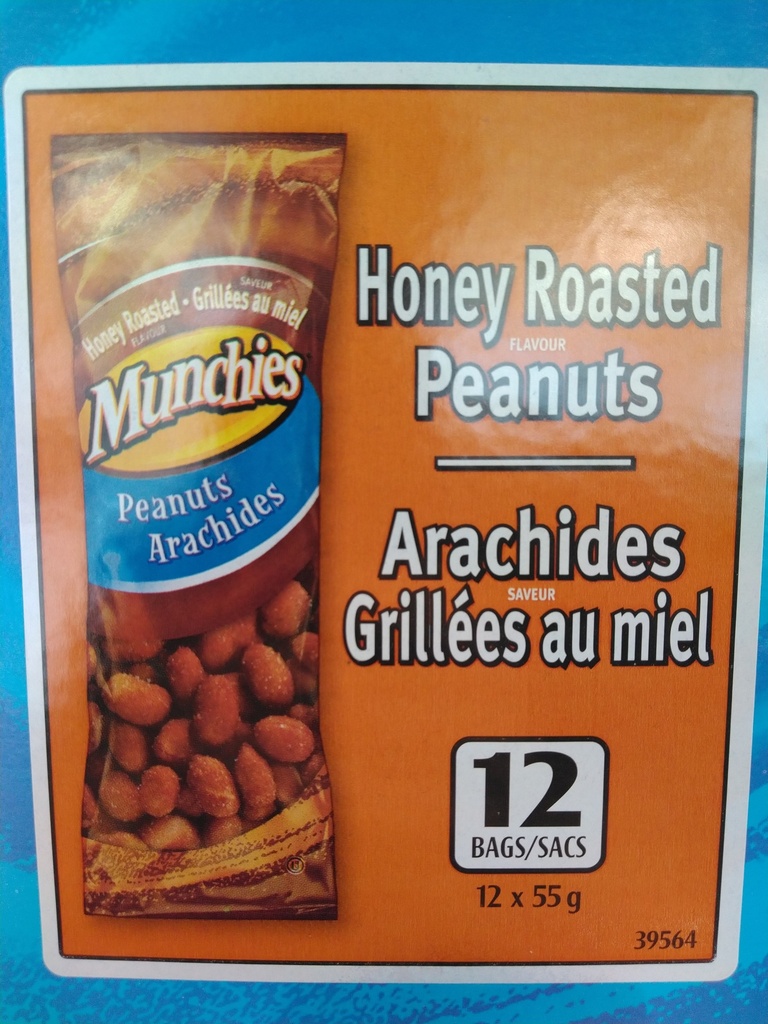 Honey Roasted • Grillées au miel
FLAVOUR
SAVEUR
Munchies
Peanuts
Arachides
U
Honey Roasted
FLAVOUR
Peanuts
Arachides
SAVEUR
Grillées au miel
12
BAGS/SACS
12 x 55 g
39564